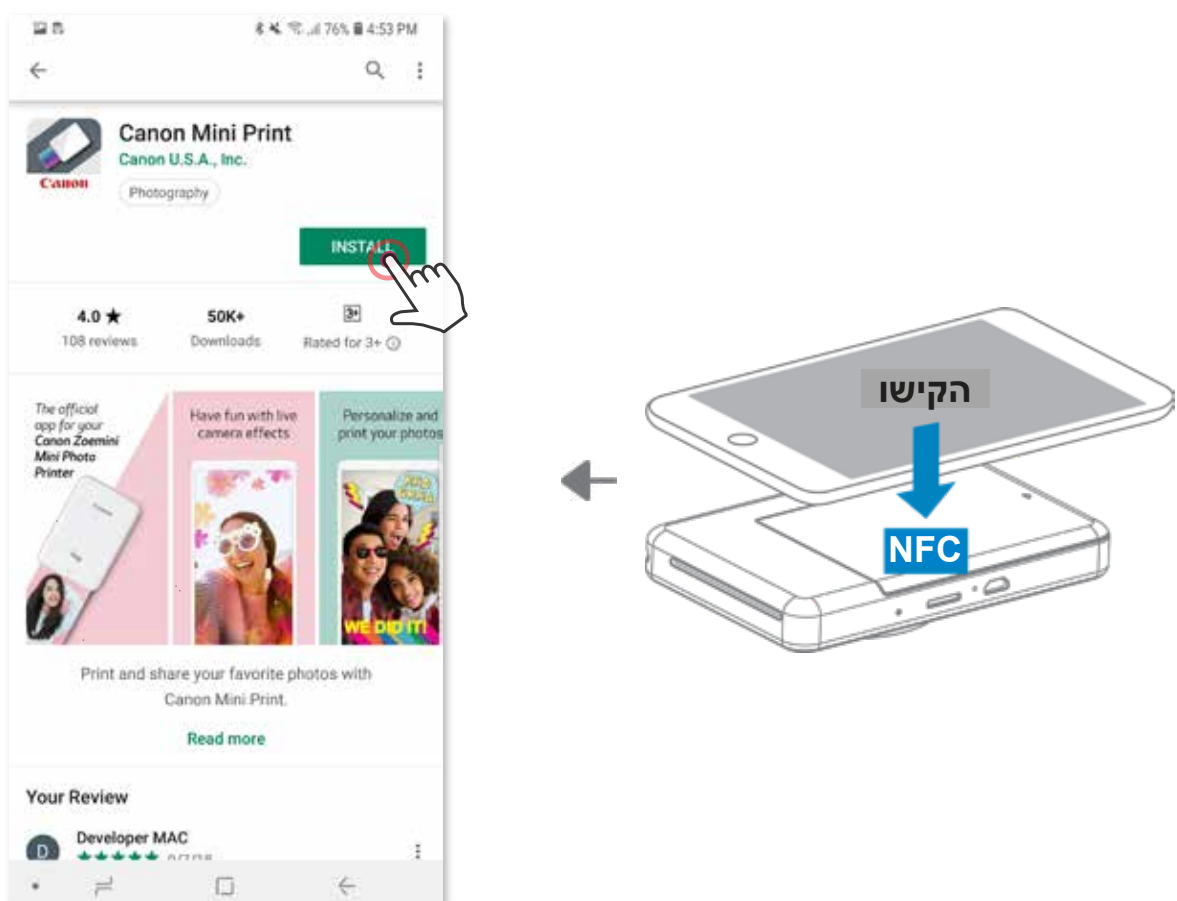 76% 4:53 PM
Canon Mini Print
Canon U.S.A., Inc.
Canon
Photography
INSTALL
4.0 ★
108 reviews
50K+
Downloads
3+
Rated for 3+
The official
app for your
Canon Zoemini
Mini Photo
Printer
Have fun with live
camera effects
Personalize and
print your photos
WE DID IT!
Print and share your favorite photos with
Canon Mini Print.
Read more
Your Review
D
Developer MAC
★★★★★
הקישו
NFC